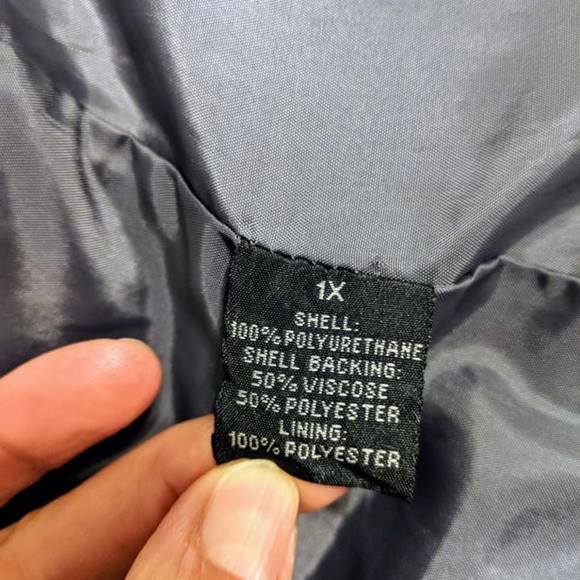 1X
SHELL:
100% POLYURETHANE
SHELL BACKING:
50% VISCOSE
50% POLYESTER
LINING:
100% POLYESTER